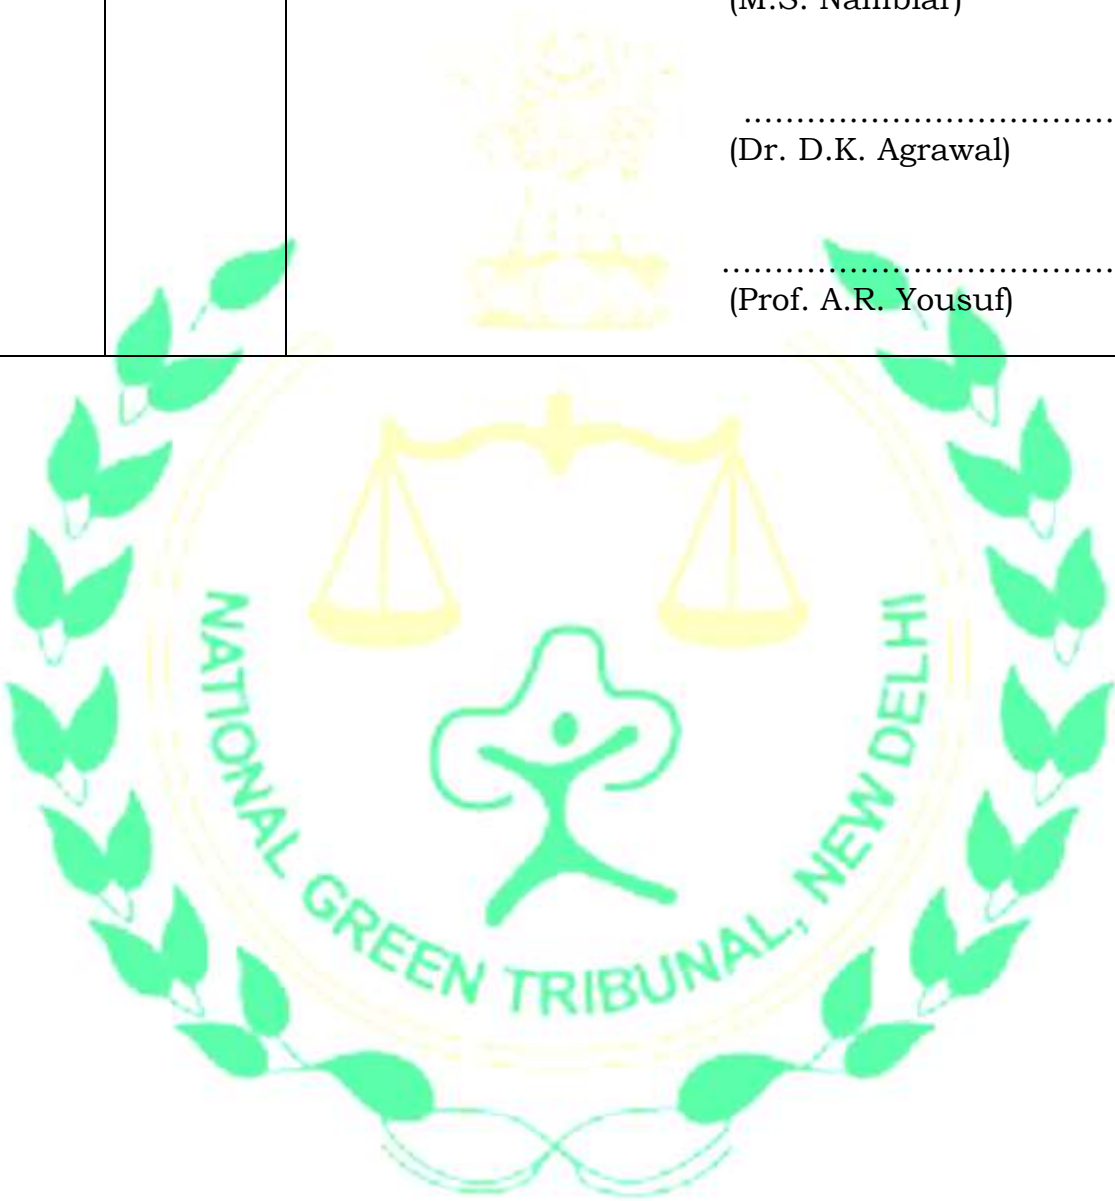 (M.S. Nambiar)
……………………………….
(Dr. D.K. Agrawal)
………………………………….
(Prof. A.R. Yousuf)
NATIONAL GREEN TRIBUNAL, NEW DELHI